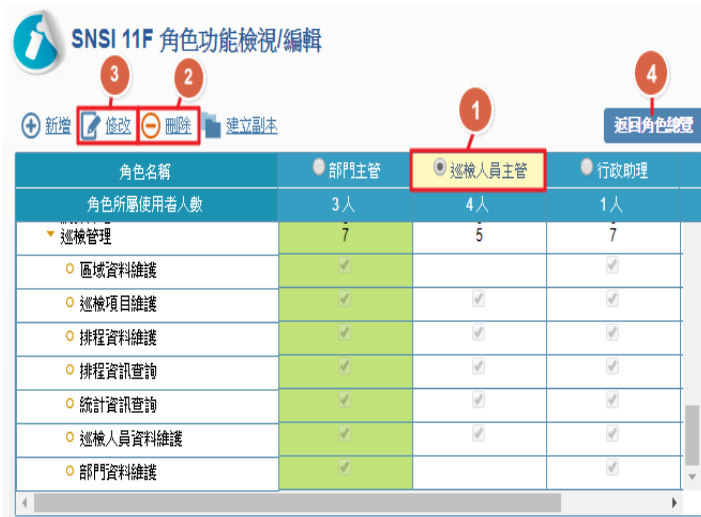 SNSI 11F 角色功能檢視/編輯
3 2 1 4
新增 修改 刪除 建立副本 返回角色總覽
角色名稱 部門主管 巡檢人員主管 行政助理
角色所屬使用者人數 3人 4人 1人
巡檢管理 7 5 7
區域資料維護
巡檢項目維護
排程資料維護
排程資訊查詢
統計資訊查詢
巡檢人員資料維護
部門資料維護